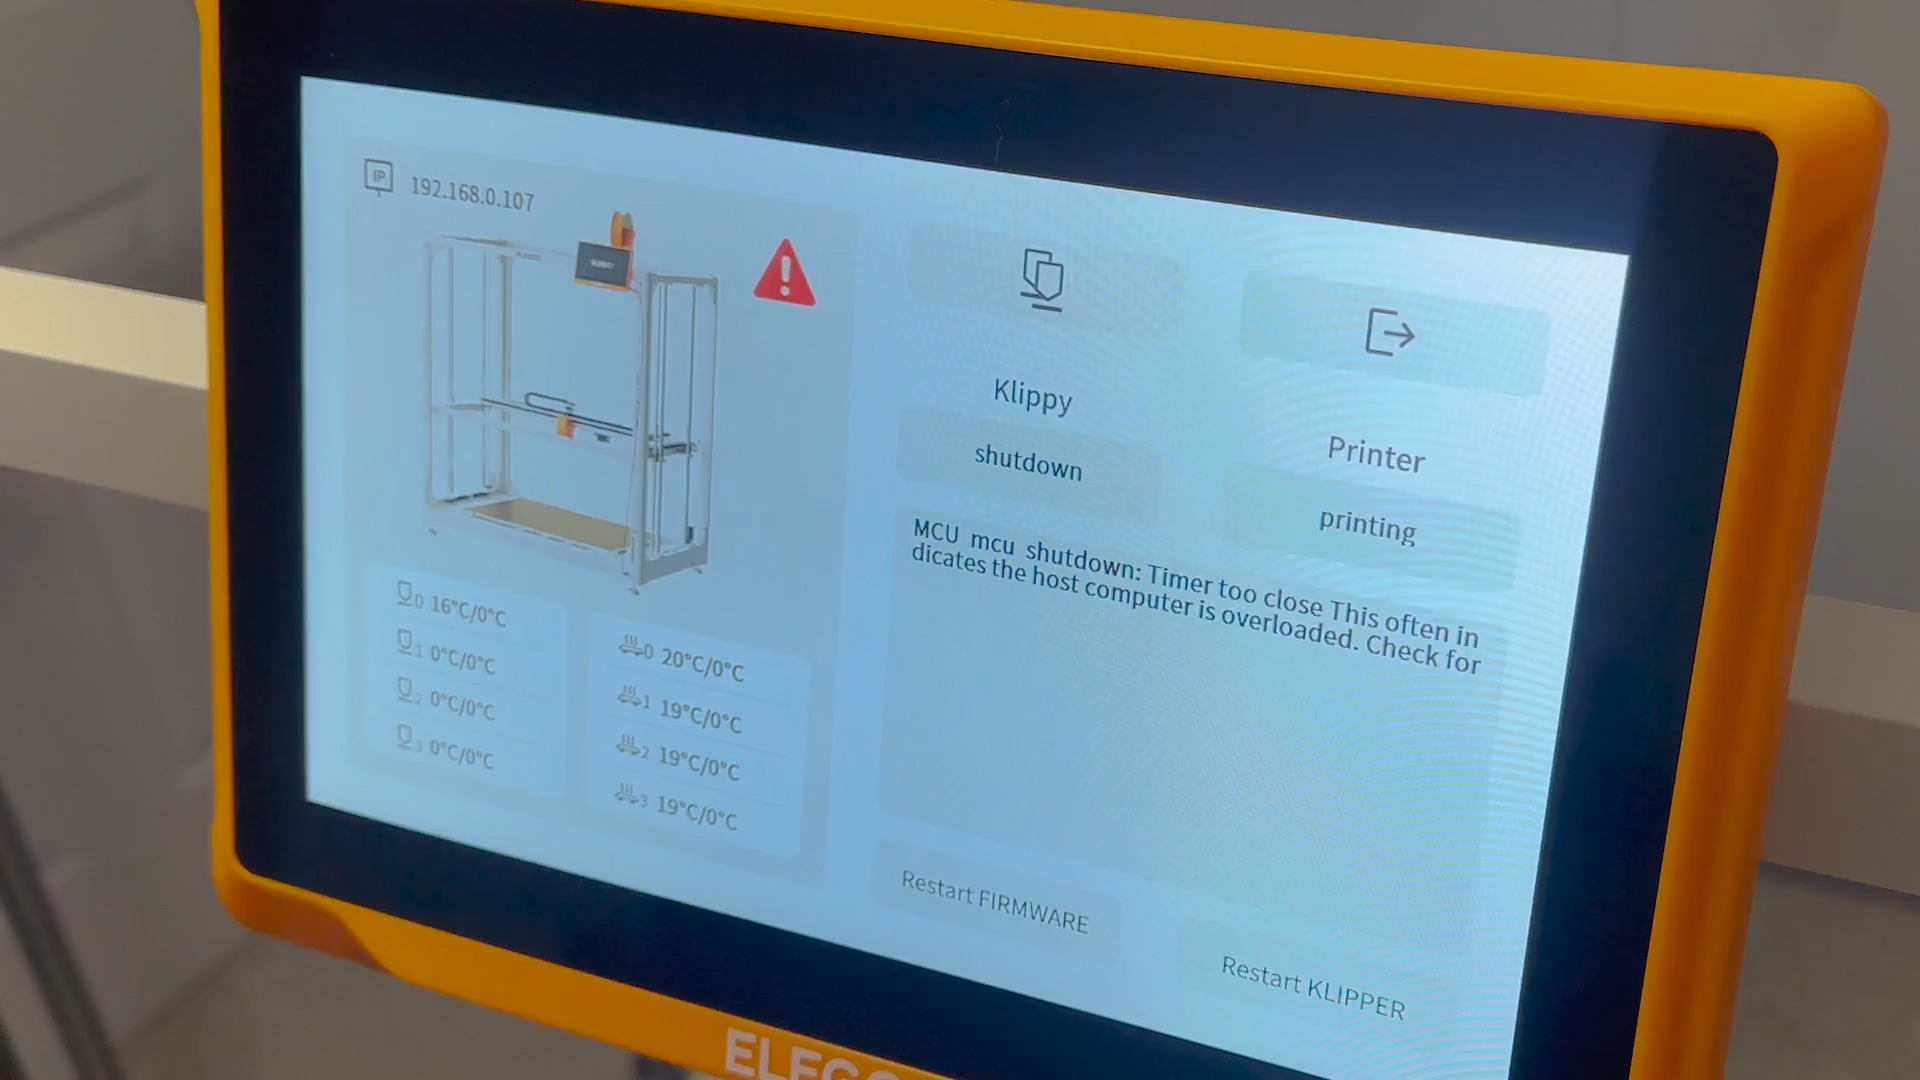 IP 192.168.0.107
0 16°C/0°C
1 0°C/0°C
2 0°C/0°C
3 0°C/0°C
0 20°C/0°C
1 19°C/0°C
2 19°C/0°C
3 19°C/0°C
Klippy
shutdown
Printer
printing
MCU mcu shutdown: Timer too close This often in
dicates the host computer is overloaded. Check for
Restart FIRMWARE
Restart KLIPPER